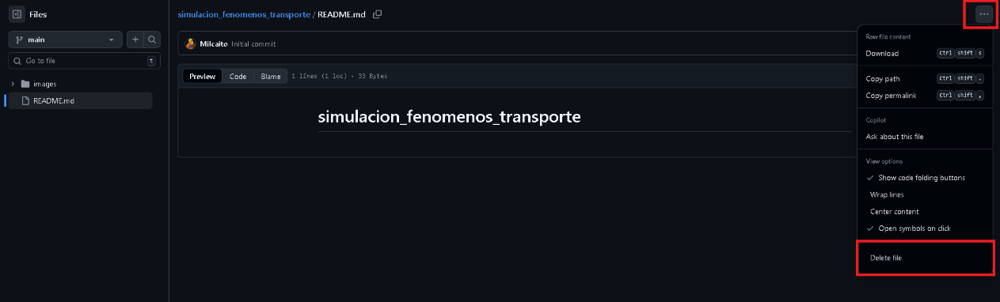 Files
main
Go to file
t
images
README.md
simulacion_fenomenos_transporte / README.md
Milcaito Initial commit
Preview Code Blame 1 lines (1 loc) · 33 Bytes
simulacion_fenomenos_transporte
Raw file content
Download Ctrl shift s
Copy path Ctrl shift .
Copy permalink Ctrl shift ,
Copilot
Ask about this file
View options
Show code folding buttons
Wrap lines
Center content
Open symbols on click
Delete file